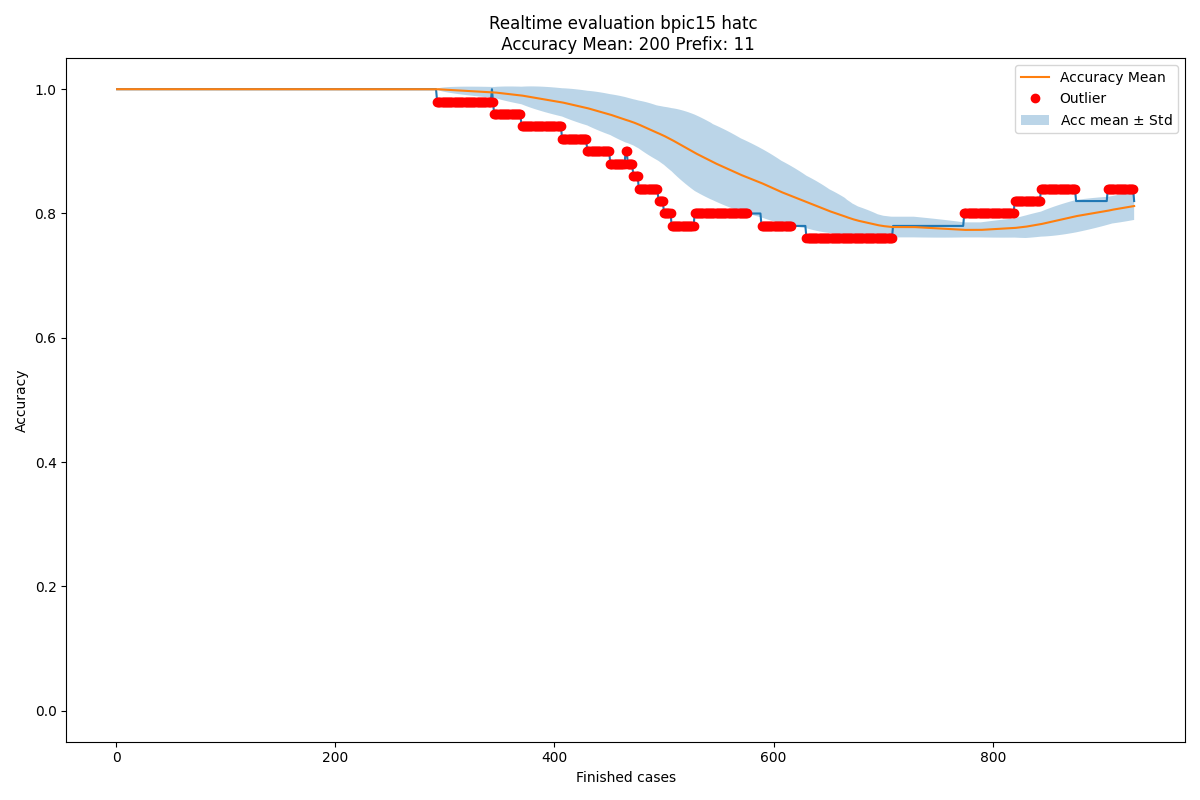 Realtime evaluation bpic15 hatc
Accuracy Mean: 200 Prefix: 11
Accuracy Mean
Outlier
Acc mean ± Std
1.0
0.8
0.6
0.4
0.2
0.0
Accuracy
0
200
400
600
800
Finished cases